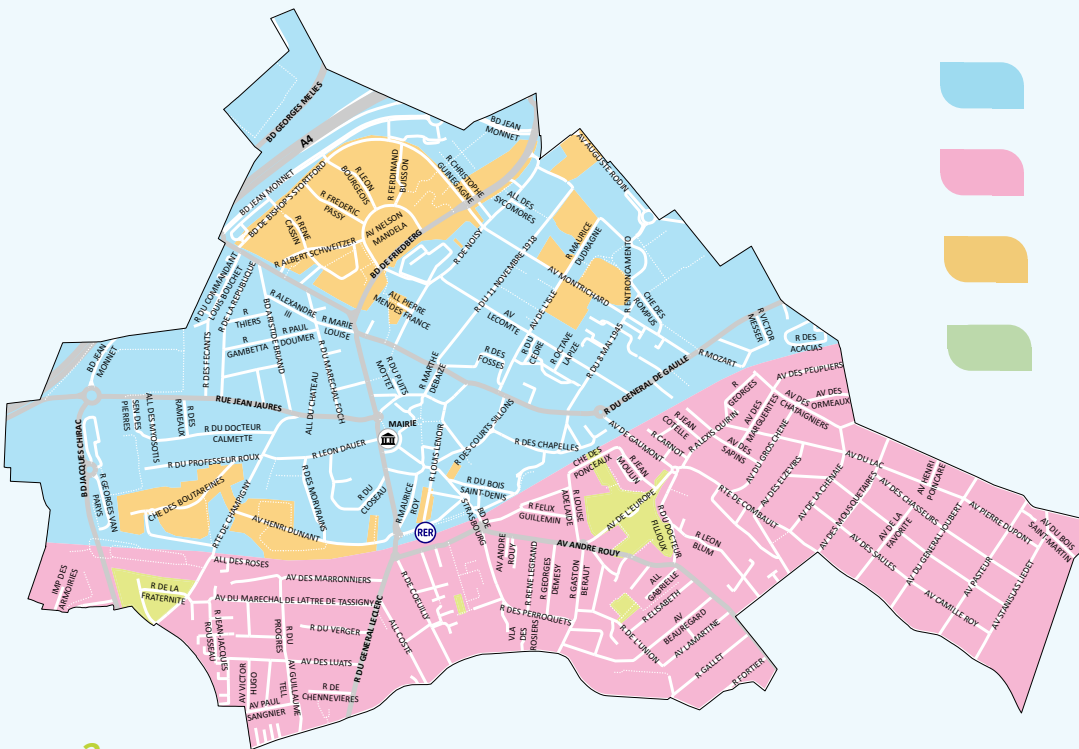 BD GEORGES MELIES
A4
BD JEAN
MONNET
AV AUGUSTE RODIN
BD JEAN MONNET
BD DE BISHOP'S STORTFORD
R LEON
BOURGEOIS
R FERDINAND
BUISSON
R CHRISTOPHE
GUINEGAGNE
ALL DES
SYCOMORES
R FREDERIC
PASSY
R RENE
CASSIN
AV NELSON
MANDELA
R ALBERT SCHWEITZER
BD DE FRIEDBERG
R DE NOISY
R MAURICE
DUDRAGNE
R ENTRONCAMENTO
R DU COMMANDANT
LOUIS BOUCHET
R DE LA REPUBLIQUE
R DU 11 NOVEMBRE 1918
AV MONTRICHARD
CHE DES
ROMPUS
BD ARISTIDE BRIAND
R ALEXANDRE
III
R
THIERS
R PAUL
DOUMER
R MARIE
LOUISE
ALL PIERRE
MENDES FRANCE
AV
LECOMTE
AV DE L'ISLE
R VICTOR
MESSER
R DES
ACACIAS
R
GAMBETTA
R DU
CEDRE
R OCTAVE
LAPIZE
R DU 8 MAI 1945
R MOZART
BD JEAN
MONNET
R DES FECANTS
R DU MARECHAL FOCH
R DU PUITS
MOTTET
R MARTHE
DEBAIZE
R DES
FOSSES
R DU GENERAL DE GAULLE
AV DES PEUPLIERS
RUE JEAN JAURES
ALL DU CHATEAU
SEN DES
PIERRES
ALL DES MYOSOTIS
R DES
RAMEAUX
MAIRIE
R DES COURTS SILLONS
R
GEORGES
AV DES
MARGUERITES
AV DES
CHATAIGNIERS
AV DES
ORMEAUX
R DU DOCTEUR
CALMETTE
R LEON DAUER
R LOUIS LENOIR
R DES CHAPELLES
AV DE GAUMONT
R JEAN
COTELLE
R CARNOT
R ALEXIS QUIRIN
AV DES
SAPINS
AV DU GROS CHENE
BD JACQUES CHIRAC
R DU PROFESSEUR ROUX
R DES MORVRAINS
CHE DES
PONCEAUX
R JEAN
MOULIN
AV DES ELZEVIRS
AV DU LAC
AV HENRI
POINCARE
R GEORGES VAN
PARYS
CHE DES BOUTAREINES
RTE DE CHAMPIGNY
R DU
CLOSEAU
R MAURICE
ROY
R DU BOIS
SAINT-DENIS
BD DE
STRASBOURG
R FELIX
GUILLEMIN
R LOUISE
ADELAIDE
AV DE L'EUROPE
R DU DOCTEUR
FILLIOUX
RTE DE COMBAULT
AV DE LA CHENAIE
AV DES MOUSQUETAIRES
AV DES CHASSEURS
AV DE LA
FAVORITE
AV DU GENERAL JOUBERT
AV PIERRE DUPONT
AV DU BOIS
SAINT-MARTIN
AV HENRI DUNANT
RER
R LEON
BLUM
AV DES SAULES
AV ANDRE
ROUY
AV ANDRE ROUY
ALL DES ROSES
IMP DES
ARMOIRIES
R DE LA
FRATERNITE
AV DES MARRONNIERS
R DE COEUILLY
R RENE LEGRAND
R GEORGES
DEMESY
R GASTON
BERAULT
ALL
GABRIELLE
R ELISABETH
AV PASTEUR
AV STANISLAS LIEDET
AV CAMILLE ROY
AV DU MARECHAL DE LATTRE DE TASSIGNY
R JEAN JACQUES
ROUSSEAU
R DU
PROGRES
R DU VERGER
R DU GENERAL LECLERC
ALL COSTE
R DES PERROQUETS
VLA
DES
ROSIERS
R DE L'UNION
AV
BEAUREGARD
AV LAMARTINE
AV DES LUATS
AV VICTOR
HUGO
AV GUILLAUME
TELL
R DE
CHENNEVIERES
R GALLET
R FORTIER
AV PAUL
SANGNIER